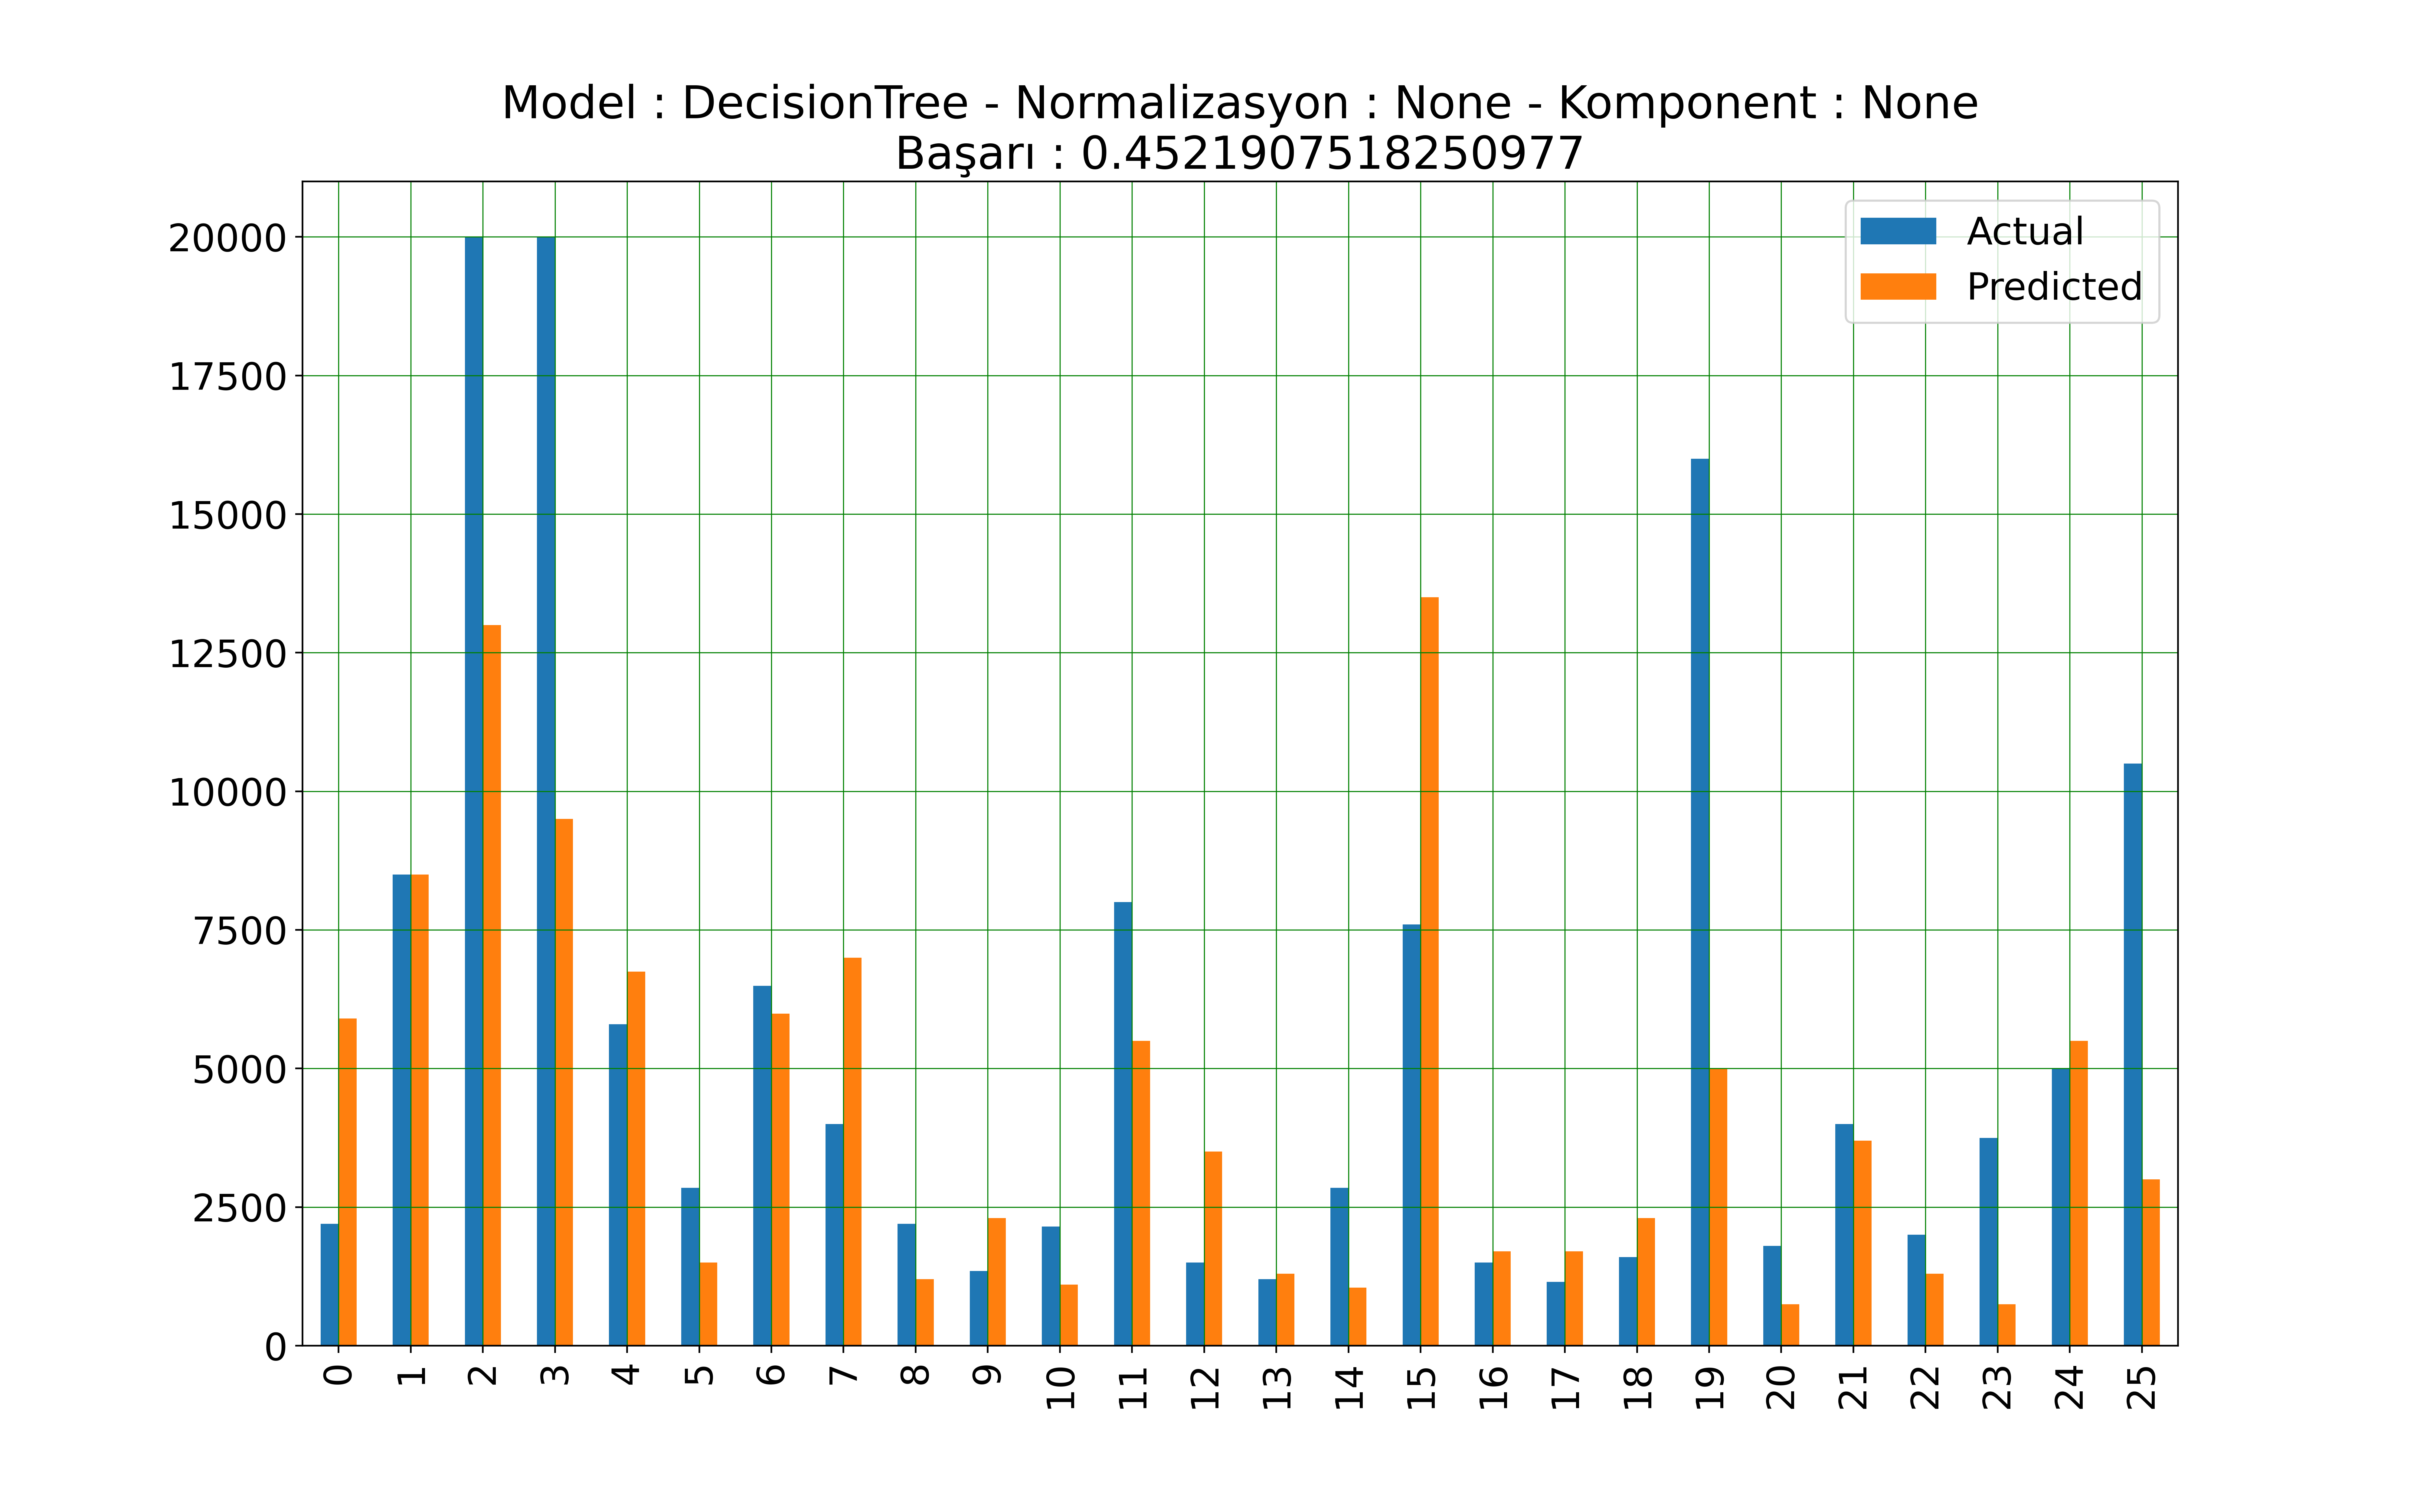 Model : DecisionTree - Normalizasyon : None - Komponent : None
Başarı : 0.4521907518250977
Actual
Predicted
20000
17500
15000
12500
10000
7500
5000
2500
0
0 1 2 3 4 5 6 7 8 9 10 11 12 13 14 15 16 17 18 19 20 21 22 23 24 25